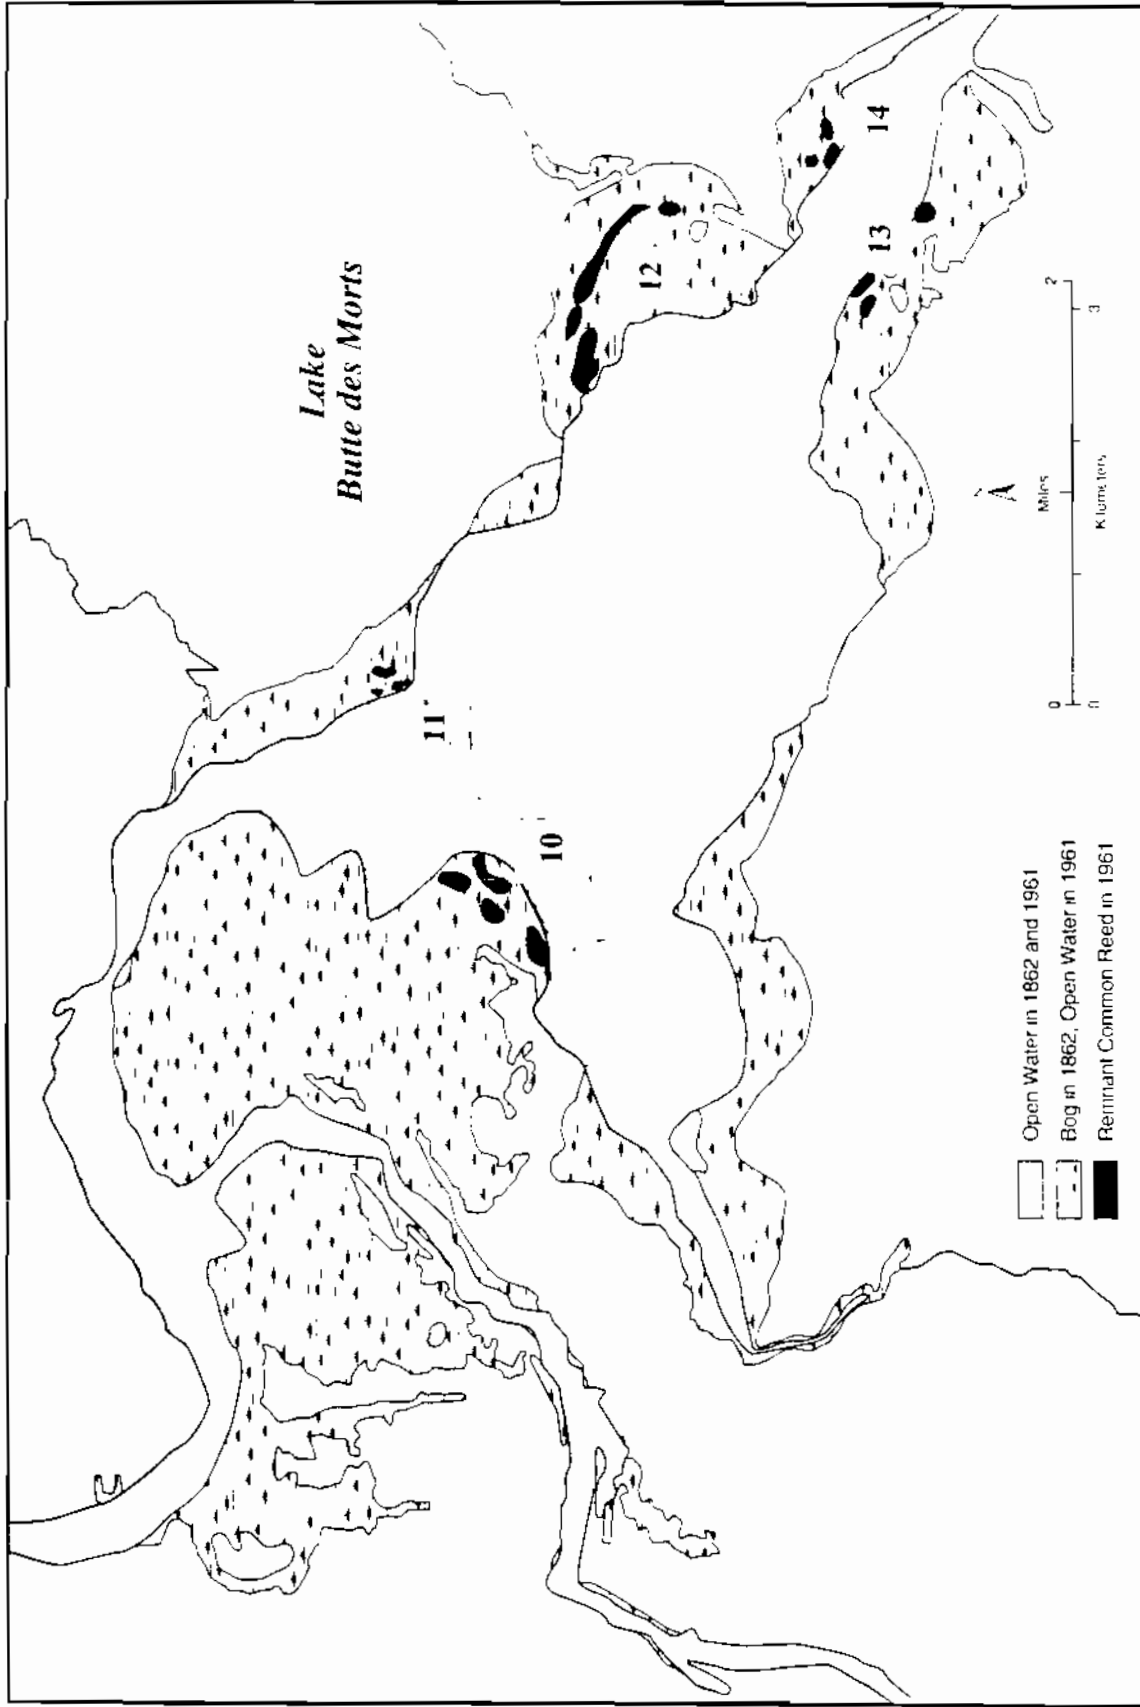 Lake
Butte des Morts
14
12
13
11
10
0 2
Miles
0 3
Kilometers
Open Water in 1862 and 1961
Bog in 1862, Open Water in 1961
Remnant Common Reed in 1961